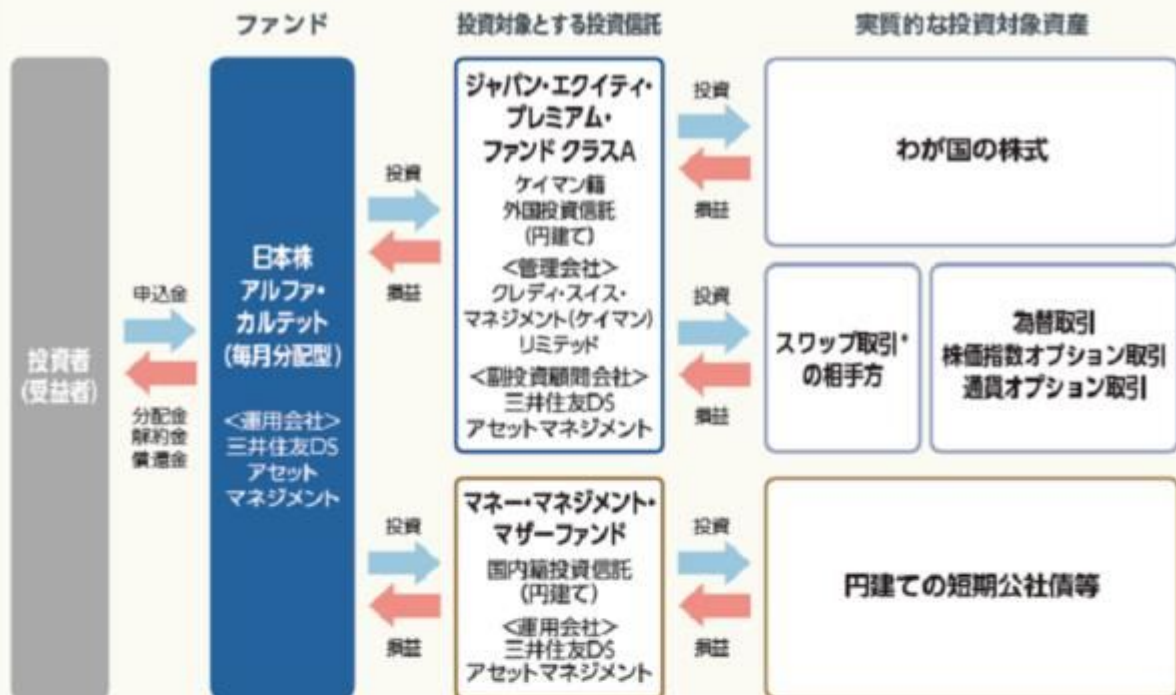 ファンド
投資対象とする投資信託
実質的な投資対象資産
投資者
(受益者)
申込金
分配金
解約金
償還金
日本株
アルファ・
カルテット
(毎月分配型)
<運用会社>
三井住友DS
アセット
マネジメント
投資
損益
ジャパン・エクイティ・
プレミアム・
ファンド クラスA
ケイマン籍
外国投資信託
(円建て)
<管理会社>
クレディ・スイス・
マネジメント(ケイマン)
リミテッド
<副投資顧問会社>
三井住友DS
アセットマネジメント
投資
損益
わが国の株式
投資
損益
スワップ取引*
の相手方
為替取引
株価指数オプション取引
通貨オプション取引
投資
損益
マネー・マネジメント・
マザーファンド
国内籍投資信託
(円建て)
<運用会社>
三井住友DS
アセットマネジメント
投資
損益
円建ての短期公社債等